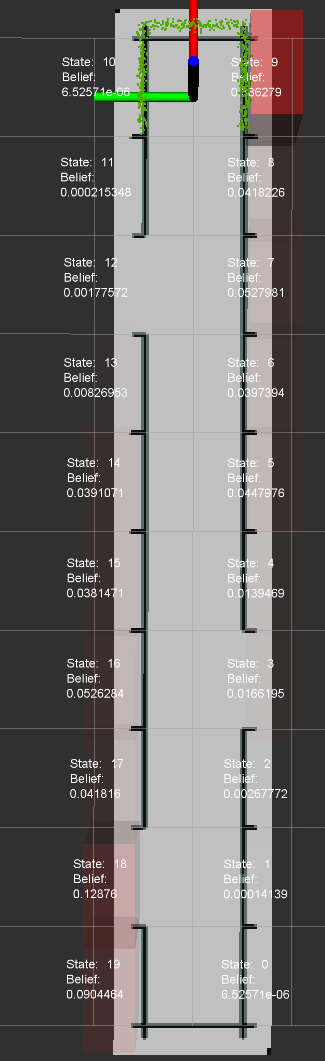 State: 10
Belief:
6.52571e-06
State: 9
Belief:
0.386279
State: 11
Belief:
0.000215348
State: 8
Belief:
0.0418226
State: 12
Belief:
0.00177572
State: 7
Belief:
0.0527981
State: 13
Belief:
0.00826953
State: 6
Belief:
0.0397394
State: 14
Belief:
0.0391071
State: 5
Belief:
0.0447976
State: 15
Belief:
0.0381471
State: 4
Belief:
0.0139469
State: 16
Belief:
0.0526284
State: 3
Belief:
0.0166195
State: 17
Belief:
0.041816
State: 2
Belief:
0.00267772
State: 18
Belief:
0.12876
State: 1
Belief:
0.00014139
State: 19
Belief:
0.0904464
State: 0
Belief:
6.52571e-06